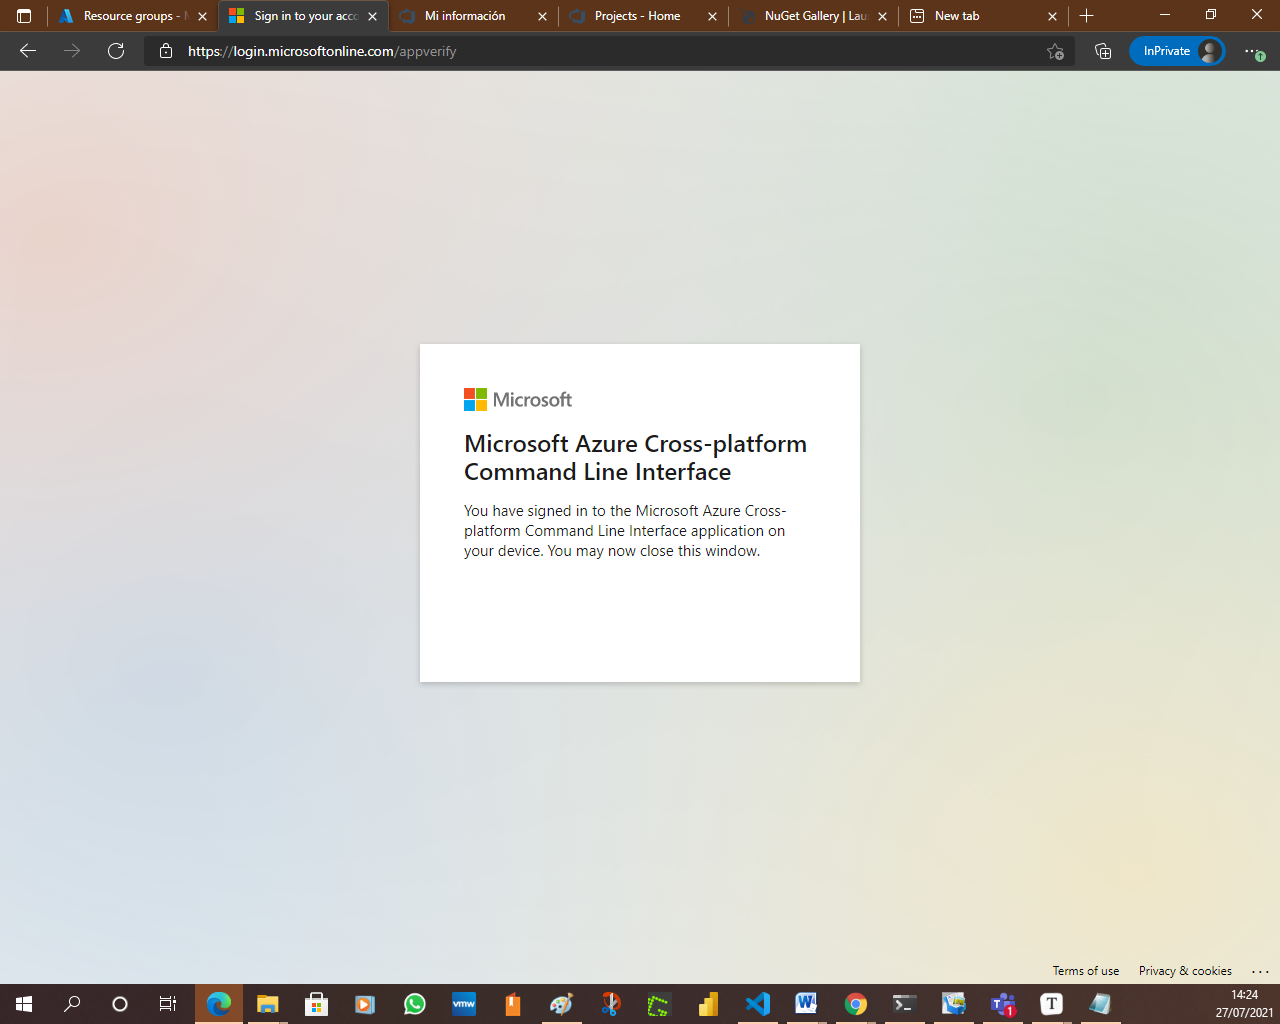 Resource groups -
Sign in to your acco
Mi información
Projects - Home
NuGet Gallery | Lau
New tab
https://login.microsoftonline.com/appverify
InPrivate
Microsoft
Microsoft Azure Cross-platform
Command Line Interface
You have signed in to the Microsoft Azure Cross-
platform Command Line Interface application on
your device. You may now close this window.
Terms of use
Privacy & cookies
...
vmw
W
1
T
14:24
27/07/2021